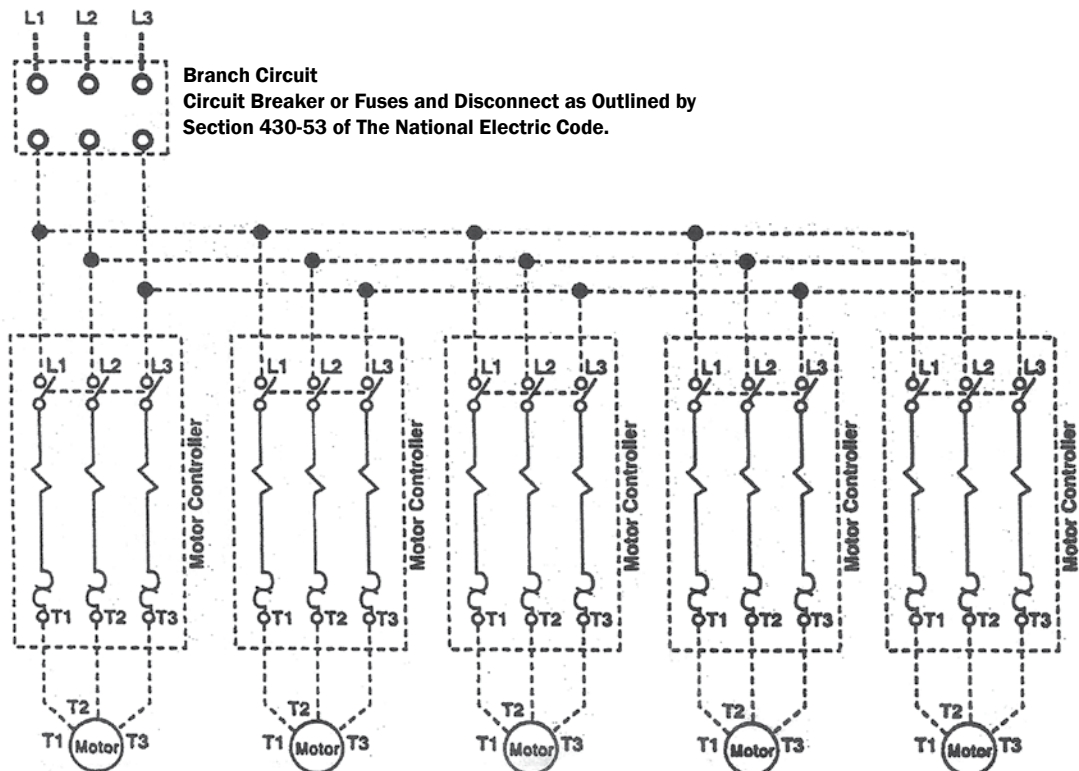 L1 L2 L3
Branch Circuit
Circuit Breaker or Fuses and Disconnect as Outlined by
Section 430-53 of The National Electric Code.
L1 L2 L3
Motor Controller
T1 T2 T3
T2
T1 Motor T3
L1 L2 L3
Motor Controller
T1 T2 T3
T2
T1 Motor T3
L1 L2 L3
Motor Controller
T1 T2 T3
T2
T1 Motor T3
L1 L2 L3
Motor Controller
T1 T2 T3
T2
T1 Motor T3
L1 L2 L3
Motor Controller
T1 T2 T3
T2
T1 Motor T3